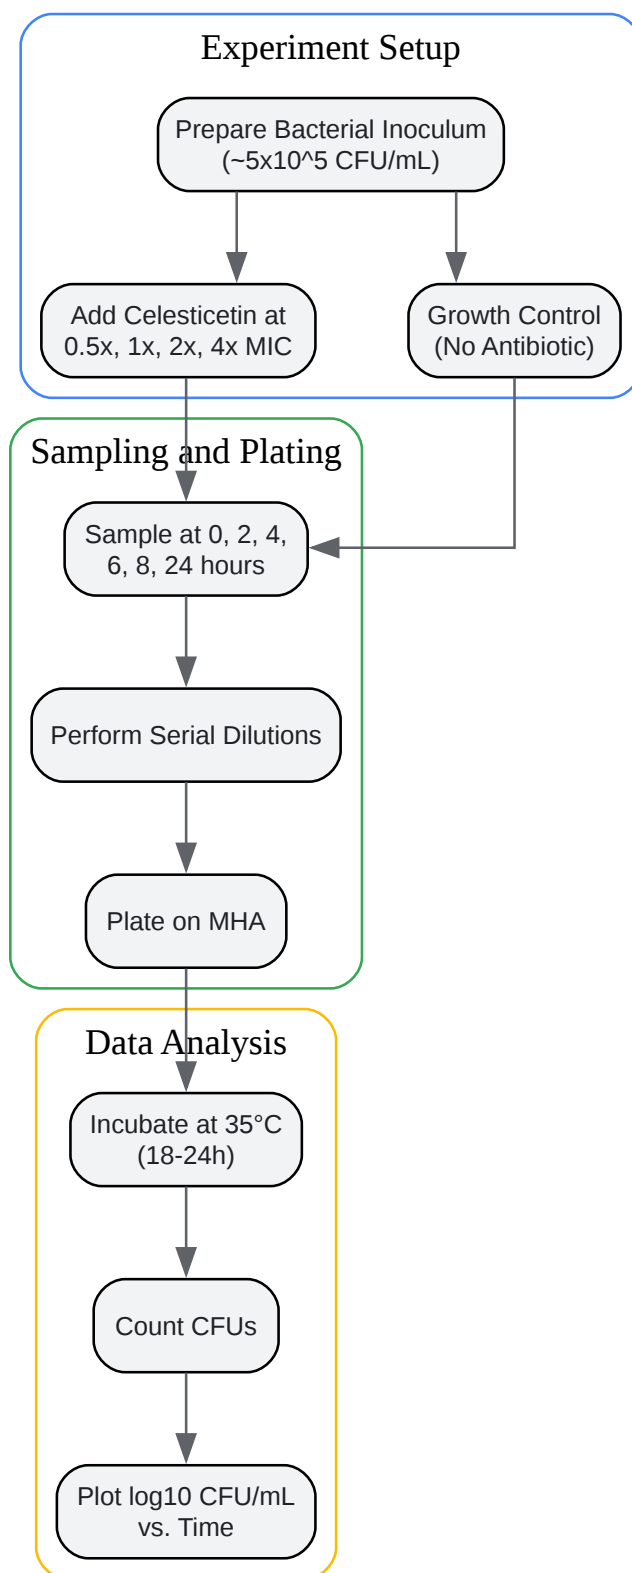 Experiment Setup
Prepare Bacterial Inoculum
(~5x10^5 CFU/mL)
Add Celesticetin at
0.5x, 1x, 2x, 4x MIC
Growth Control
(No Antibiotic)
Sampling and Plating
Sample at 0, 2, 4,
6, 8, 24 hours
Perform Serial Dilutions
Plate on MHA
Data Analysis
Incubate at 35°C
(18-24h)
Count CFUs
Plot log10 CFU/mL
vs. Time